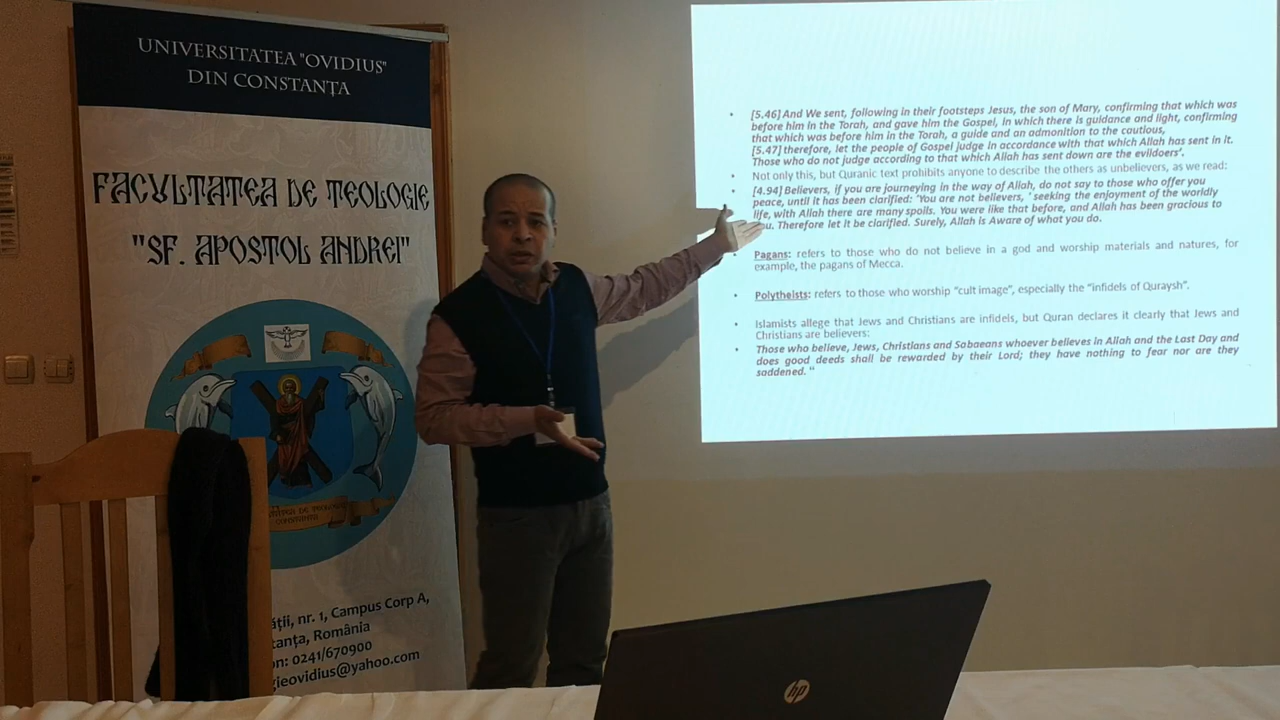 UNIVERSITATEA "OVIDIUS"
DIN CONSTANȚA
FACULTATEA DE TEOLOGIE
"SF. APOSTOL ANDREI"
TATEA DE TEOLOGIE
CONSTANȚA
ății, nr. 1, Campus Corp A,
tanța, România
on: 0241/670900
gieovidius@yahoo.com
• [5.46] And We sent, following in their footsteps Jesus, the son of Mary, confirming that which was
before him in the Torah, and gave him the Gospel, in which there is guidance and light, confirming
that which was before him in the Torah, a guide and an admonition to the cautious,
[5.47] therefore, let the people of Gospel judge in accordance with that which Allah has sent in it.
Those who do not judge according to that which Allah has sent down are the evildoers'.
• Not only this, but Quranic text prohibits anyone to describe the others as unbelievers, as we read:
• [4.94] Believers, if you are journeying in the way of Allah, do not say to those who offer you
peace, until it has been clarified: 'You are not believers, ' seeking the enjoyment of the worldly
life, with Allah there are many spoils. You were like that before, and Allah has been gracious to
ou. Therefore let it be clarified. Surely, Allah is Aware of what you do.
• Pagans: refers to those who do not believe in a god and worship materials and natures, for
example, the pagans of Mecca.
• Polytheists: refers to those who worship "cult image", especially the "infidels of Quraysh".
• Islamists allege that Jews and Christians are infidels, but Quran declares it clearly that Jews and
Christians are believers:
• Those who believe, Jews, Christians and Sabaeans whoever believes in Allah and the Last Day and
does good deeds shall be rewarded by their Lord; they have nothing to fear nor are they
saddened. "
hp